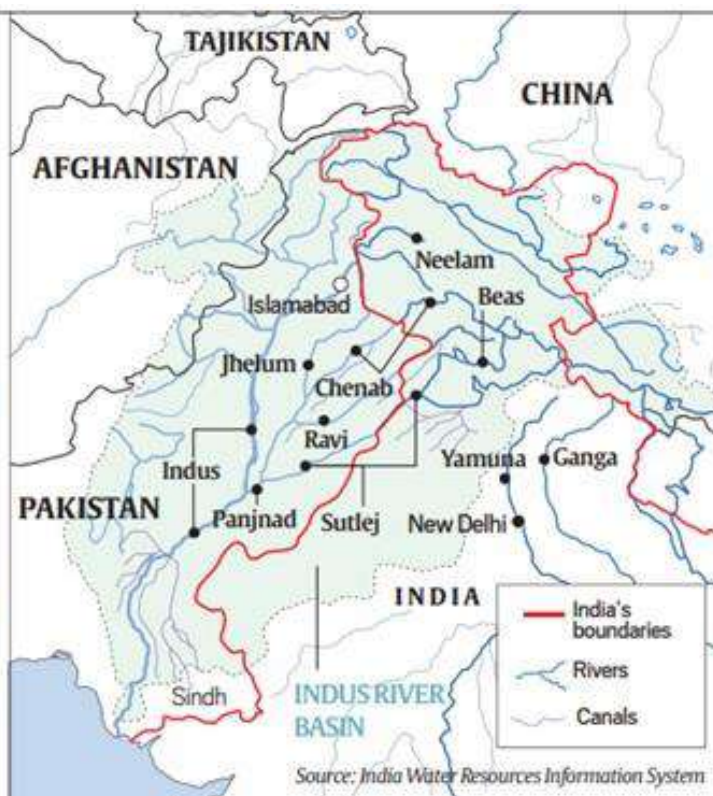 TAJIKISTAN
CHINA
AFGHANISTAN
Neelam
Islamabad
Beas
Jhelum
Chenab
Ravi
Indus
Yamuna
Ganga
PAKISTAN
Panjnad
Sutlej
New Delhi
INDIA
India's
boundaries
Rivers
Canals
Sindh
INDUS RIVER
BASIN
Source: India Water Resources Information System